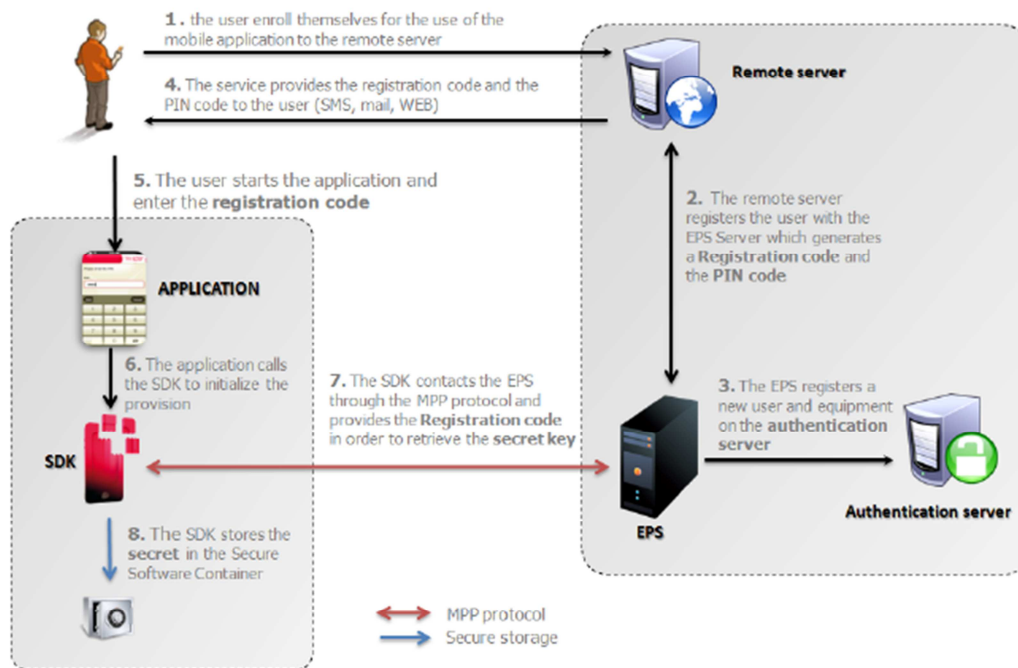 1. the user enroll themselves for the use of the
mobile application to the remote server
4. The service provides the registration code and the
PIN code to the user (SMS, mail, WEB)
Remote server
5. The user starts the application and
enter the registration code
2. The remote server
registers the user with the
EPS Server which generates
a Registration code and
the PIN code
APPLICATION
6. The application calls
the SDK to initialize the
provision
7. The SDK contacts the EPS
through the MPP protocol and
provides the Registration code
in order to retrieve the secret key
3. The EPS registers a
new user and equipment
on the authentication
server
SDK
EPS
Authentication server
8. The SDK stores the
secret in the Secure
Software Container
MPP protocol
Secure storage